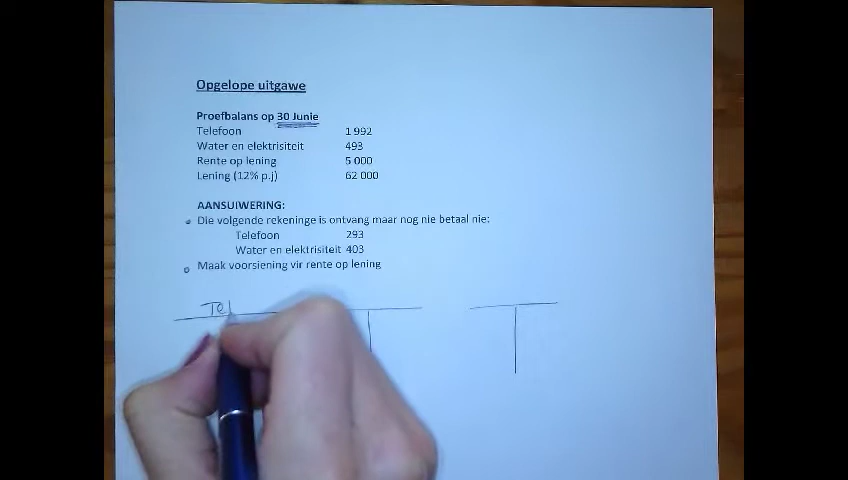 Opgelope uitgawe
Proefbalans op 30 Junie
Telefoon 1 992
Water en elektrisiteit 493
Rente op lening 5 000
Lening (12% p.j) 62 000
AANSUIWERING:
Die volgende rekeninge is ontvang maar nog nie betaal nie:
Telefoon 293
Water en elektrisiteit 403
Maak voorsiening vir rente op lening
Tel